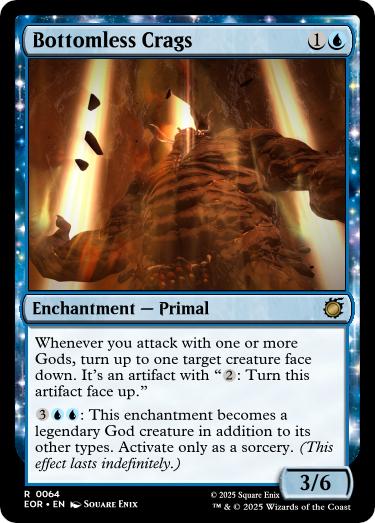 Bottomless Crags 1
Enchantment — Primal
Whenever you attack with one or more
Gods, turn up to one target creature face
down. It's an artifact with “2: Turn this
artifact face up.”
3: This enchantment becomes a
legendary God creature in addition to its
other types. Activate only as a sorcery. (This
effect lasts indefinitely.)
3/6
R 0064
EOR • EN Square Enix
© 2025 Square Enix
™ & © 2025 Wizards of the Coast